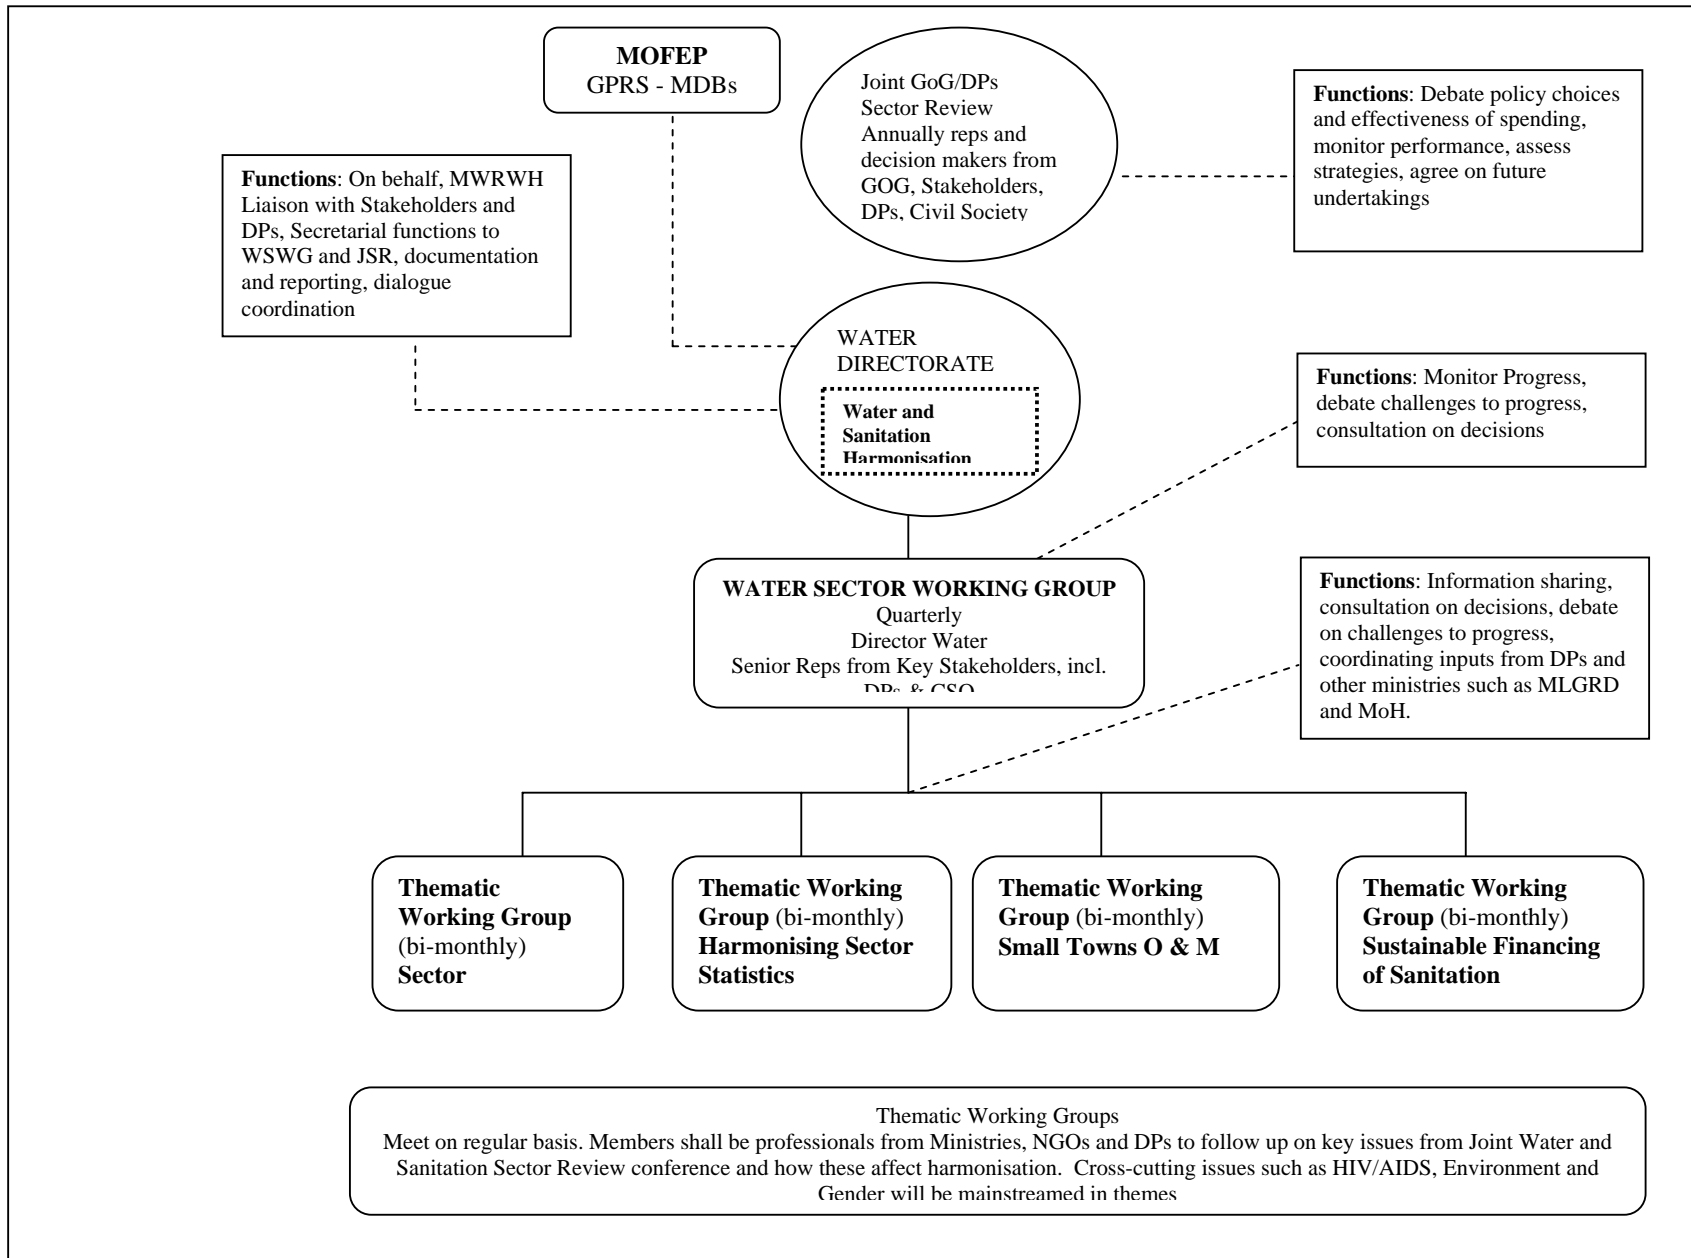 MOFEP
GPRS - MDBs
Joint GoG/DPs
Sector Review
Annually reps and
decision makers from
GOG, Stakeholders,
DPs, Civil Society
Functions: Debate policy choices
and effectiveness of spending,
monitor performance, assess
strategies, agree on future
undertakings
Functions: On behalf, MWRWH
Liaison with Stakeholders and
DPs, Secretarial functions to
WSWG and JSR, documentation
and reporting, dialogue
coordination
WATER
DIRECTORATE
Water and
Sanitation
Harmonisation
Functions: Monitor Progress,
debate challenges to progress,
consultation on decisions
WATER SECTOR WORKING GROUP
Quarterly
Director Water
Senior Reps from Key Stakeholders, incl.
DPs & CSO
Functions: Information sharing,
consultation on decisions, debate
on challenges to progress,
coordinating inputs from DPs and
other ministries such as MLGRD
and MoH.
Thematic
Working Group
(bi-monthly)
Sector
Thematic Working
Group (bi-monthly)
Harmonising Sector
Statistics
Thematic Working
Group (bi-monthly)
Small Towns O & M
Thematic Working
Group (bi-monthly)
Sustainable Financing
of Sanitation
Thematic Working Groups
Meet on regular basis. Members shall be professionals from Ministries, NGOs and DPs to follow up on key issues from Joint Water and
Sanitation Sector Review conference and how these affect harmonisation.  Cross-cutting issues such as HIV/AIDS, Environment and
Gender will be mainstreamed in themes